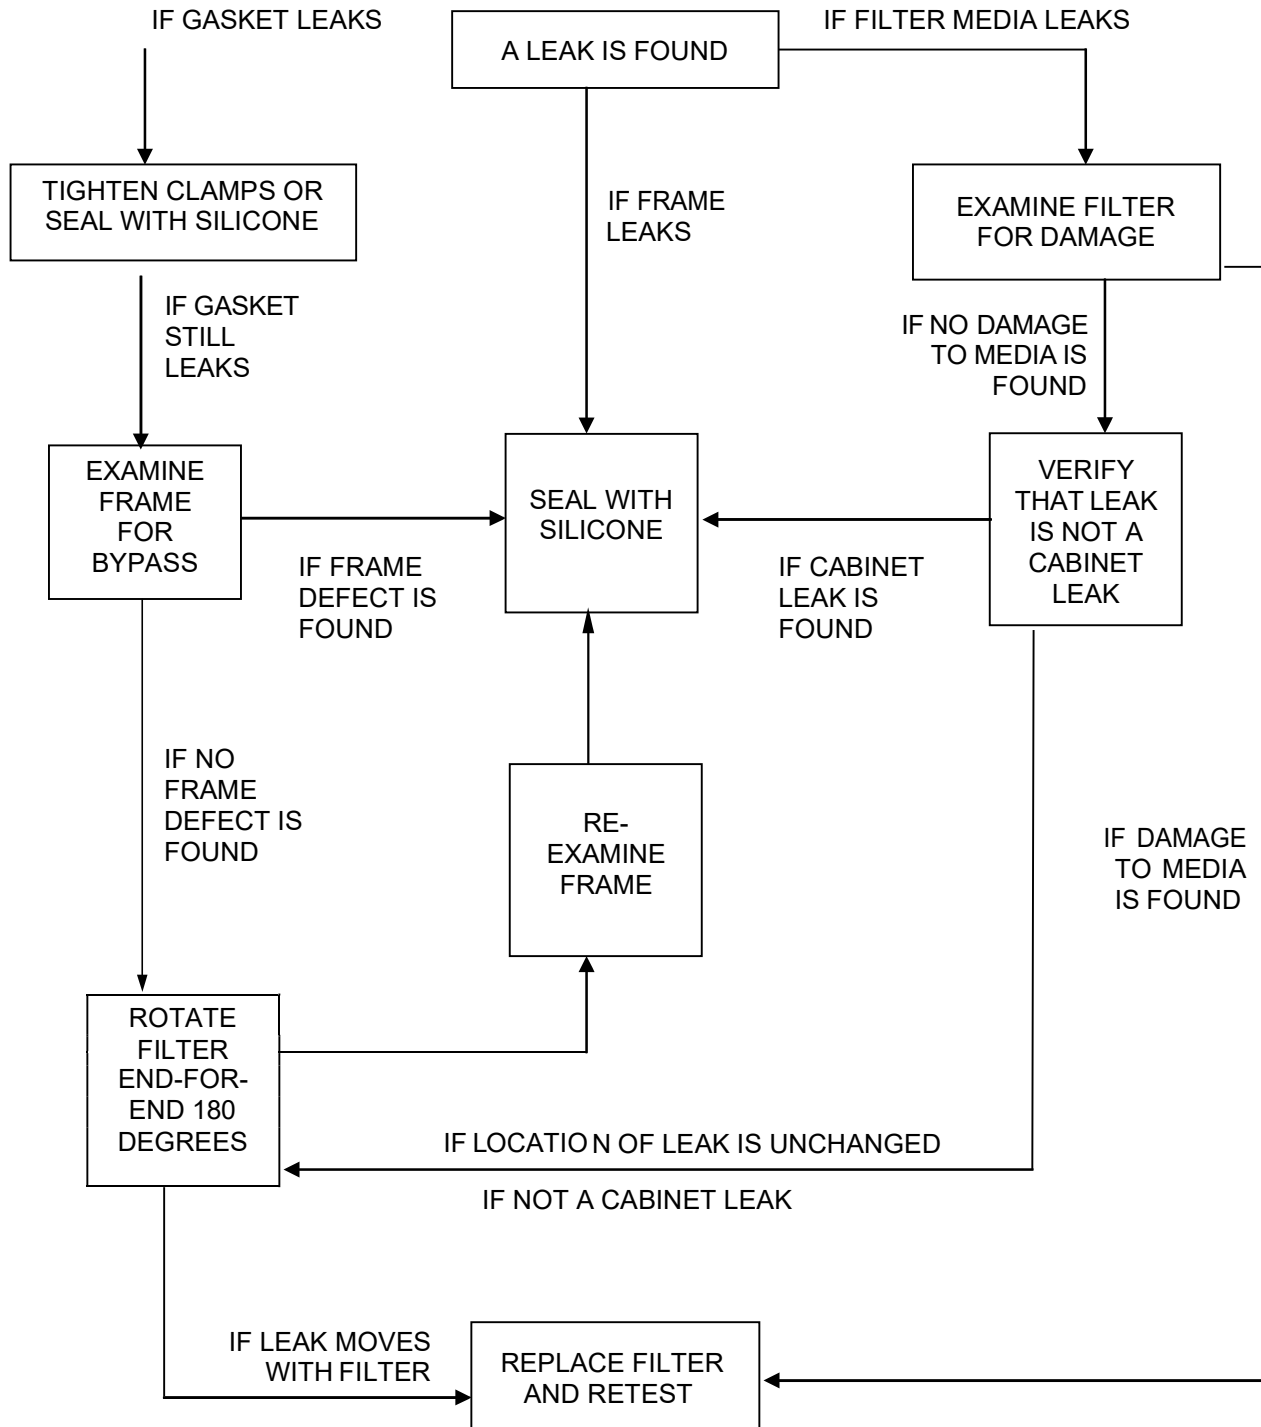 IF GASKET LEAKS
A LEAK IS FOUND
IF FILTER MEDIA LEAKS
TIGHTEN CLAMPS OR
SEAL WITH SILICONE
IF FRAME
LEAKS
EXAMINE FILTER
FOR DAMAGE
IF GASKET
STILL
LEAKS
IF NO DAMAGE
TO MEDIA IS
FOUND
EXAMINE
FRAME
FOR
BYPASS
SEAL WITH
SILICONE
VERIFY
THAT LEAK
IS NOT A
CABINET
LEAK
IF FRAME
DEFECT IS
FOUND
IF CABINET
LEAK IS
FOUND
IF NO
FRAME
DEFECT IS
FOUND
RE-
EXAMINE
FRAME
IF DAMAGE
TO MEDIA
IS FOUND
ROTATE
FILTER
END-FOR-
END 180
DEGREES
IF LOCATION OF LEAK IS UNCHANGED
IF NOT A CABINET LEAK
IF LEAK MOVES
WITH FILTER
REPLACE FILTER
AND RETEST